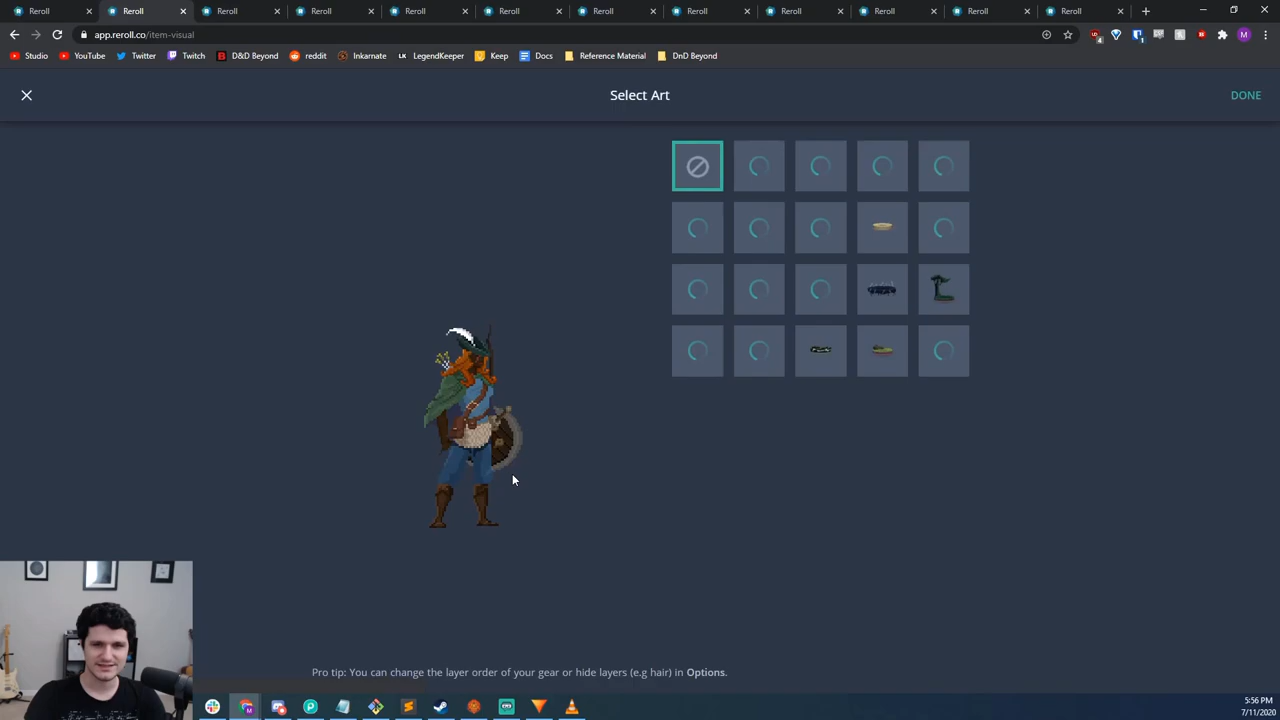 Reroll Reroll Reroll Reroll Reroll Reroll Reroll Reroll Reroll Reroll Reroll Reroll
app.reroll.co/item-visual
Studio YouTube Twitter Twitch D&D Beyond reddit Inkarnate LegendKeeper Keep Docs Reference Material DnD Beyond
Select Art
DONE
Pro tip: You can change the layer order of your gear or hide layers (e.g hair) in Options.
5:56 PM
7/11/2020